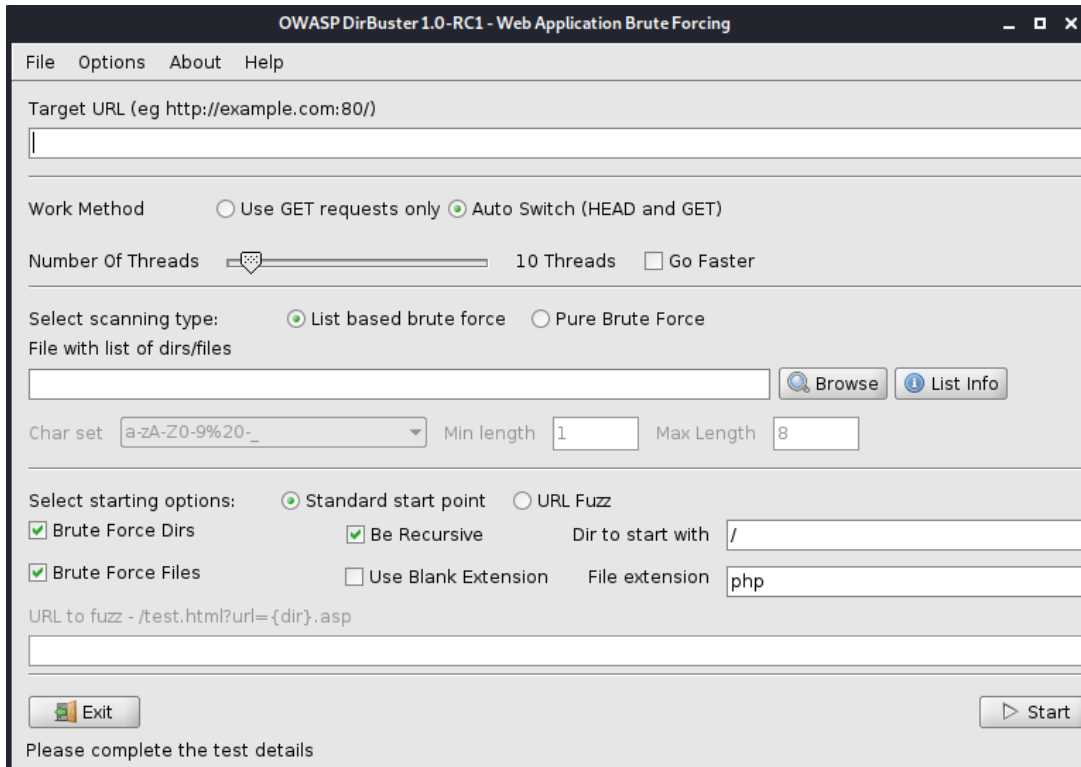 OWASP DirBuster 1.0-RC1 - Web Application Brute Forcing
File Options About Help
Target URL (eg http://example.com:80/)
Work Method Use GET requests only Auto Switch (HEAD and GET)
Number Of Threads 10 Threads Go Faster
Select scanning type: List based brute force Pure Brute Force
File with list of dirs/files
Browse List Info
Char set a-zA-Z0-9%20-_ Min length 1 Max Length 8
Select starting options: Standard start point URL Fuzz
Brute Force Dirs Be Recursive Dir to start with /
Brute Force Files Use Blank Extension File extension php
URL to fuzz - /test.html?url={dir}.asp
Exit Start
Please complete the test details